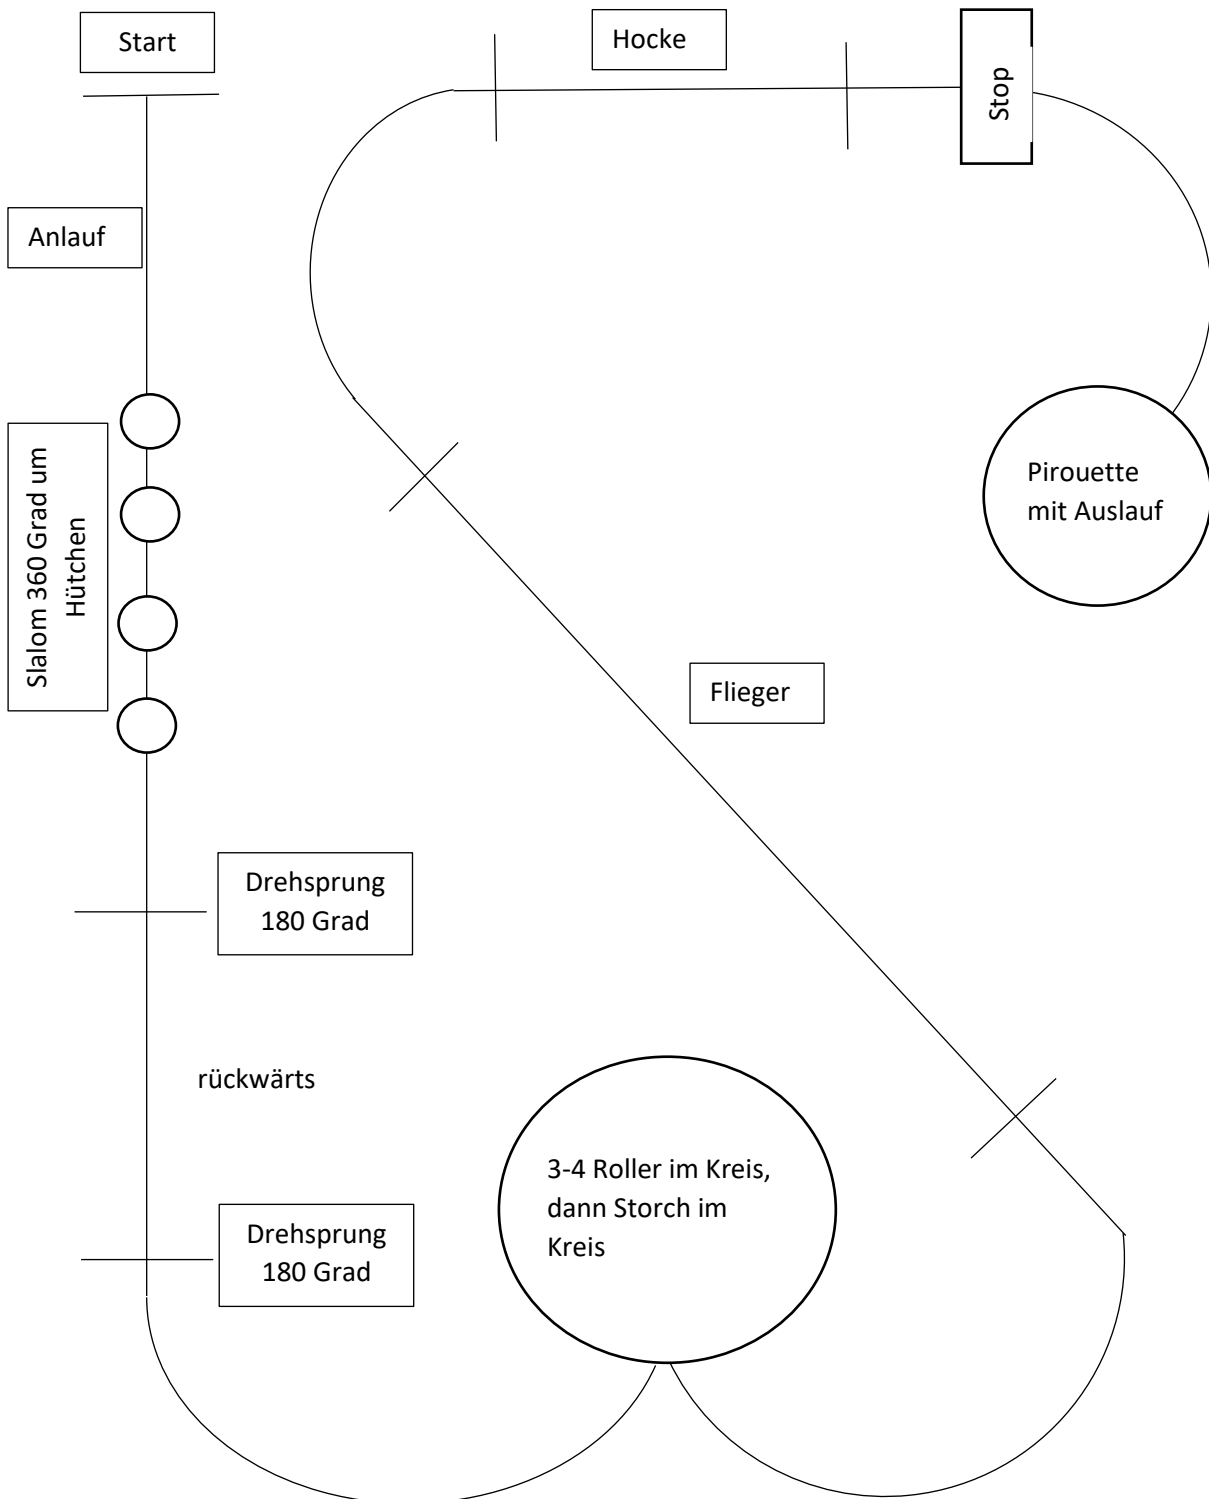 Start
Hocke
Stop
Anlauf
Slalom 360 Grad um
Hütchen
Pirouette
mit Auslauf
Flieger
Drehsprung
180 Grad
rückwärts
3-4 Roller im Kreis,
dann Storch im
Kreis
Drehsprung
180 Grad